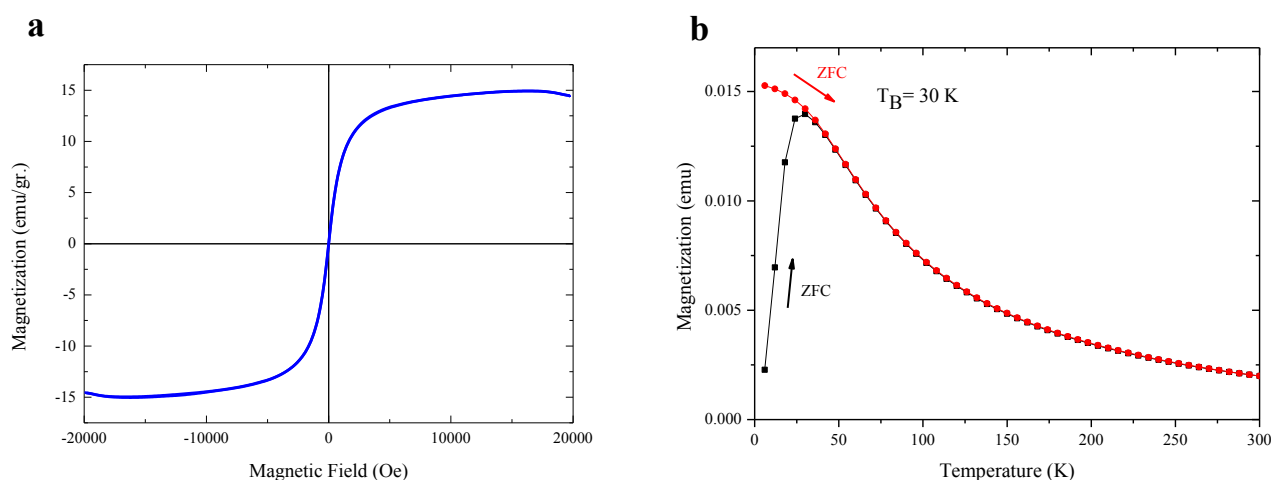 a
15
10
5
0
-5
-10
-15
-20000 -10000 0 10000 20000
Magnetization (emu/gr.)
Magnetic Field (Oe)
b
ZFC
T_B= 30 K
ZFC
0.015
0.010
0.005
0.000
0 50 100 150 200 250 300
Magnetization (emu)
Temperature (K)